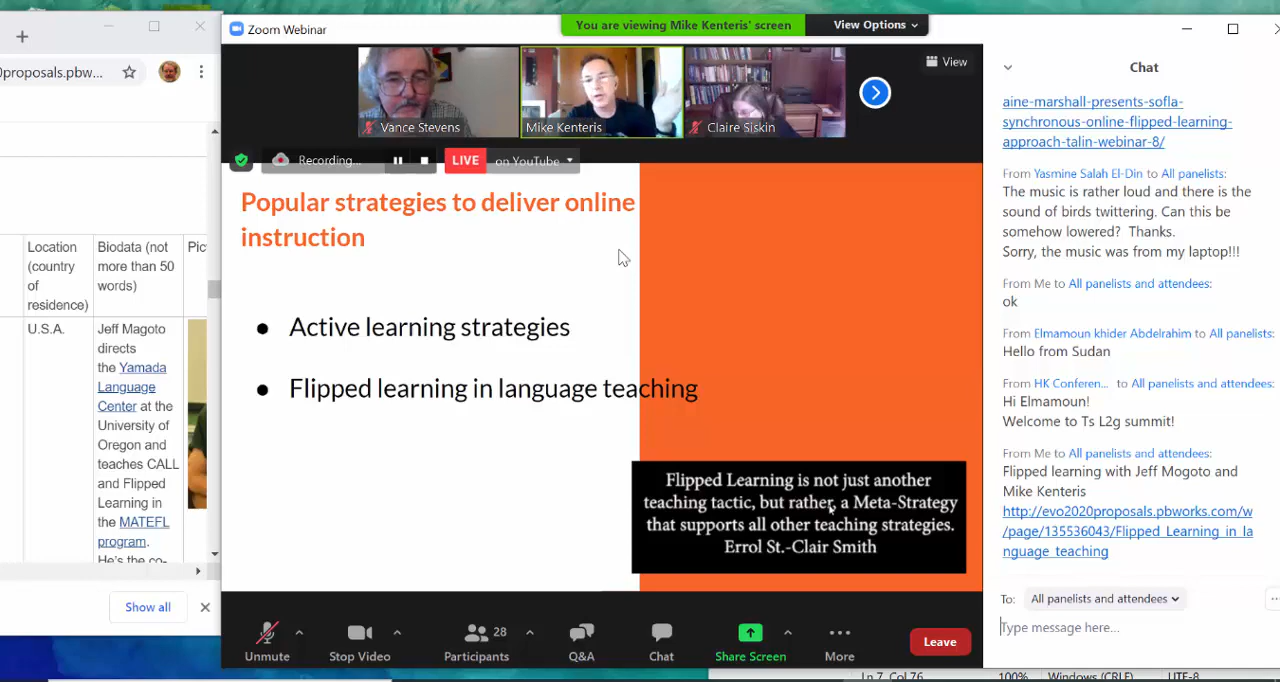 Zoom Webinar
You are viewing Mike Kenteris' screen
View Options
0proposals.pbw...
Location
(country
of
residence)
Biodata (not
more than 50
words)
Pic
U.S.A.
Jeff Magoto
directs
the Yamada
Language
Center at the
University of
Oregon and
teaches CALL
and Flipped
Learning in
the MATEFL
program.
He's the co-
Show all
Vance Stevens
Mike Kenteris
Claire Siskin
View
Recording...
LIVE
on YouTube
Popular strategies to deliver online
instruction
● Active learning strategies
● Flipped learning in language teaching
Flipped Learning is not just another
teaching tactic, but rather, a Meta-Strategy
that supports all other teaching strategies.
Errol St.-Clair Smith
Unmute
Stop Video
28
Participants
Q&A
Chat
Share Screen
More
Leave
Chat
aine-marshall-presents-sofla-
synchronous-online-flipped-learning-
approach-talin-webinar-8/
From Yasmine Salah El-Din to All panelists:
The music is rather loud and there is the
sound of birds twittering. Can this be
somehow lowered? Thanks.
Sorry, the music was from my laptop!!!
From Me to All panelists and attendees:
ok
From Elmamoun khider Abdelrahim to All panelists:
Hello from Sudan
From HK Conferen... to All panelists and attendees:
Hi Elmamoun!
Welcome to Ts L2g summit!
From Me to All panelists and attendees:
Flipped learning with Jeff Mogoto and
Mike Kenteris
http://evo2020proposals.pbworks.com/w
/page/135536043/Flipped_Learning_in_la
nguage_teaching
To: All panelists and attendees
Type message here...
Ln 7, Col 76
100%
Windows (CRLF)
UTF-8